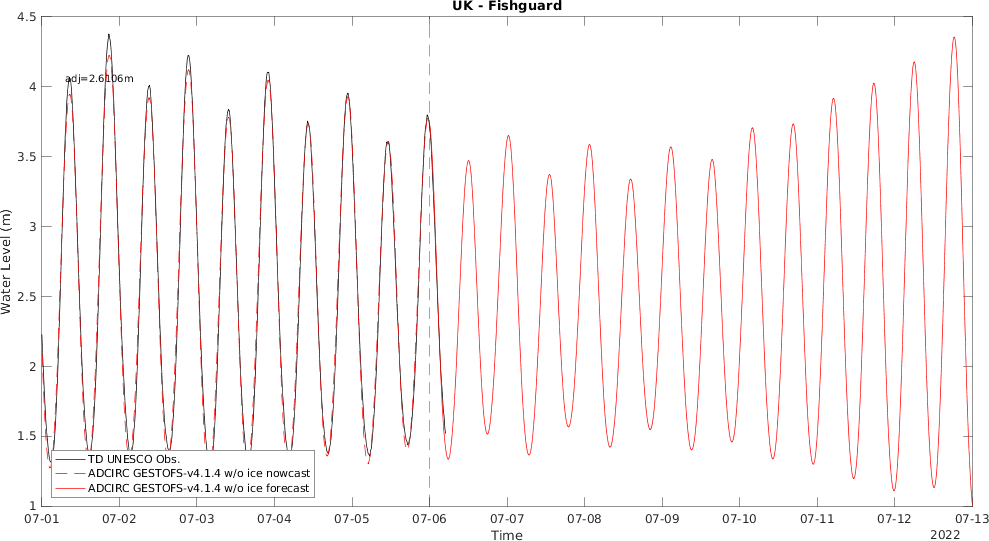 UK - Fishguard
4.5
4
3.5
3
2.5
2
1.5
1
Water Level (m)
adj=2.6106m
TD UNESCO Obs.
ADCIRC GESTOFS-v4.1.4 w/o ice nowcast
ADCIRC GESTOFS-v4.1.4 w/o ice forecast
07-01 07-02 07-03 07-04 07-05 07-06 07-07 07-08 07-09 07-10 07-11 07-12 07-13
Time
2022